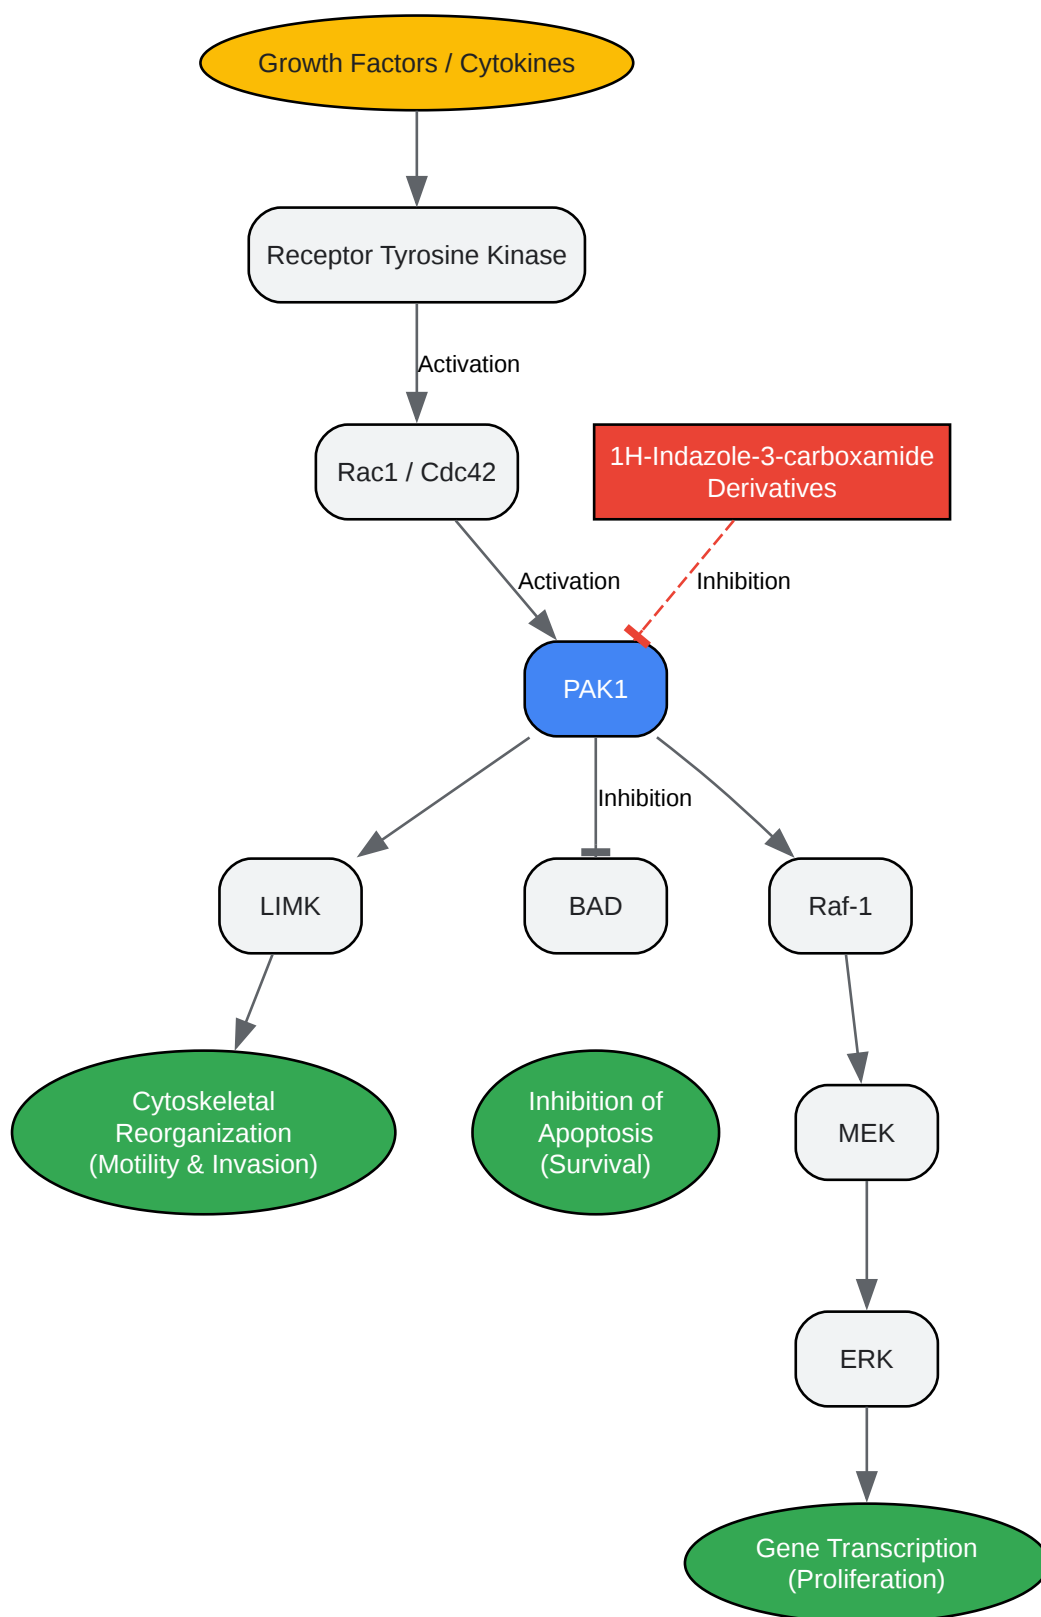 Growth Factors / Cytokines
Receptor Tyrosine Kinase
Activation
Rac1 / Cdc42
1H-Indazole-3-carboxamide
Derivatives
Activation
Inhibition
PAK1
Inhibition
LIMK
BAD
Raf-1
Cytoskeletal
Reorganization
(Motility & Invasion)
Inhibition of
Apoptosis
(Survival)
MEK
ERK
Gene Transcription
(Proliferation)